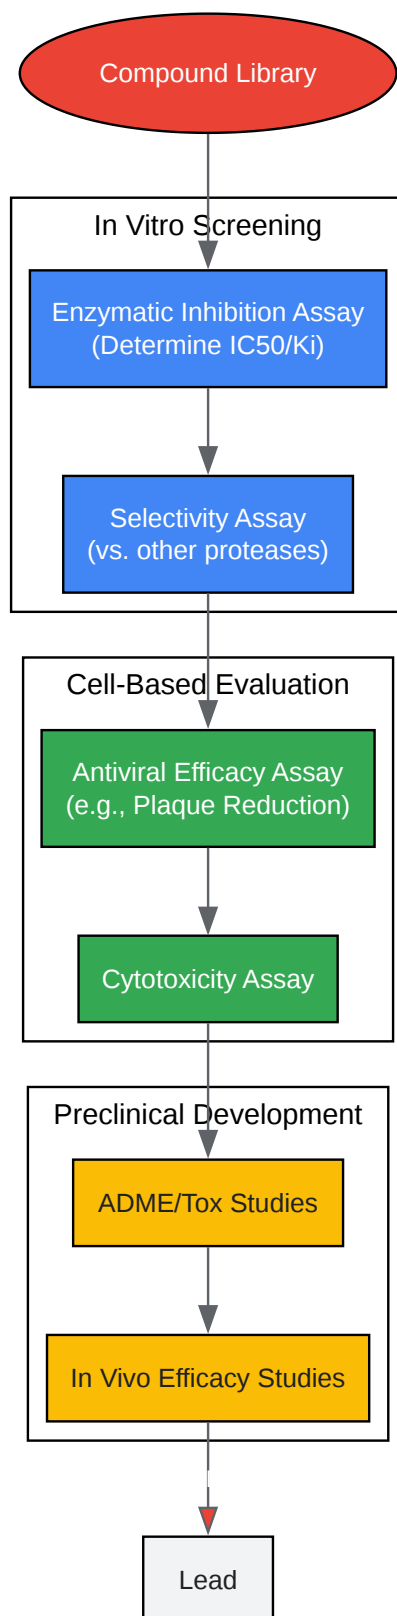 Compound Library
In Vitro Screening
Enzymatic Inhibition Assay
(Determine IC50/Ki)
Selectivity Assay
(vs. other proteases)
Cell-Based Evaluation
Antiviral Efficacy Assay
(e.g., Plaque Reduction)
Cytotoxicity Assay
Preclinical Development
ADME/Tox Studies
In Vivo Efficacy Studies
Lead